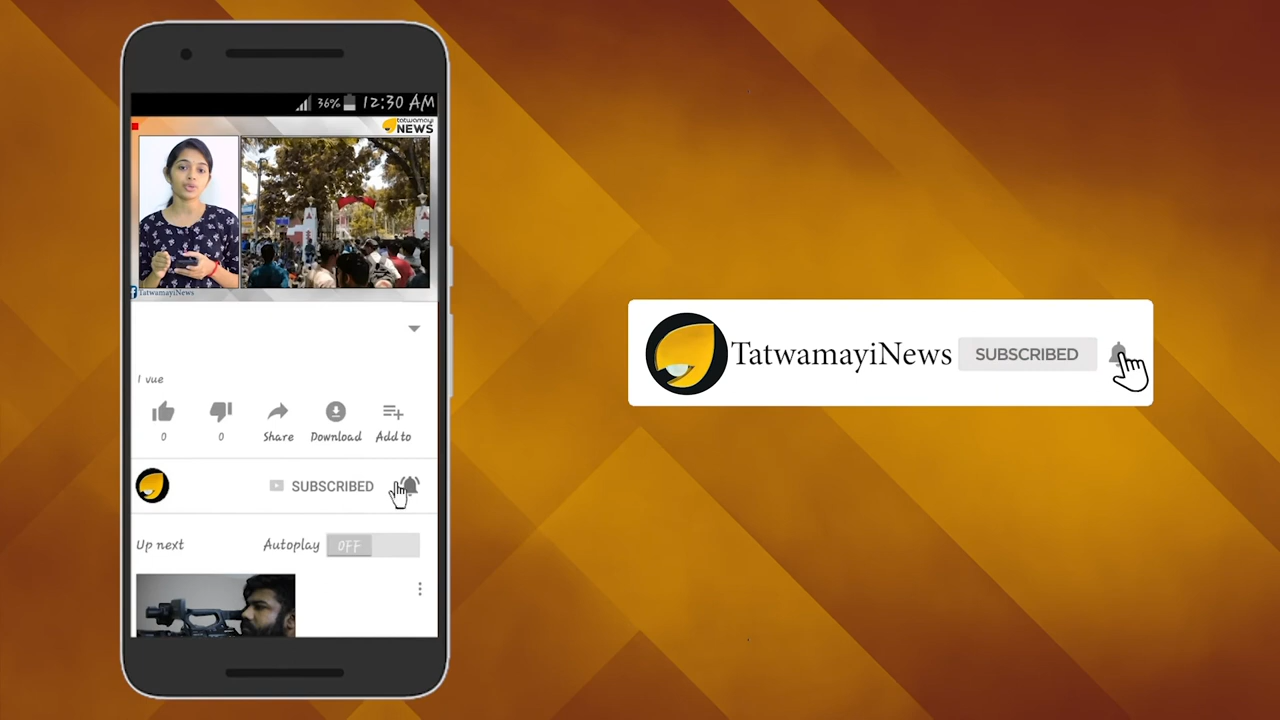 36% 12:30 AM
tatwamayi
NEWS
TatwamayiNews
1 vue
0 0 Share Download Add to
SUBSCRIBED
Up next Autoplay OFF
TatwamayiNews SUBSCRIBED